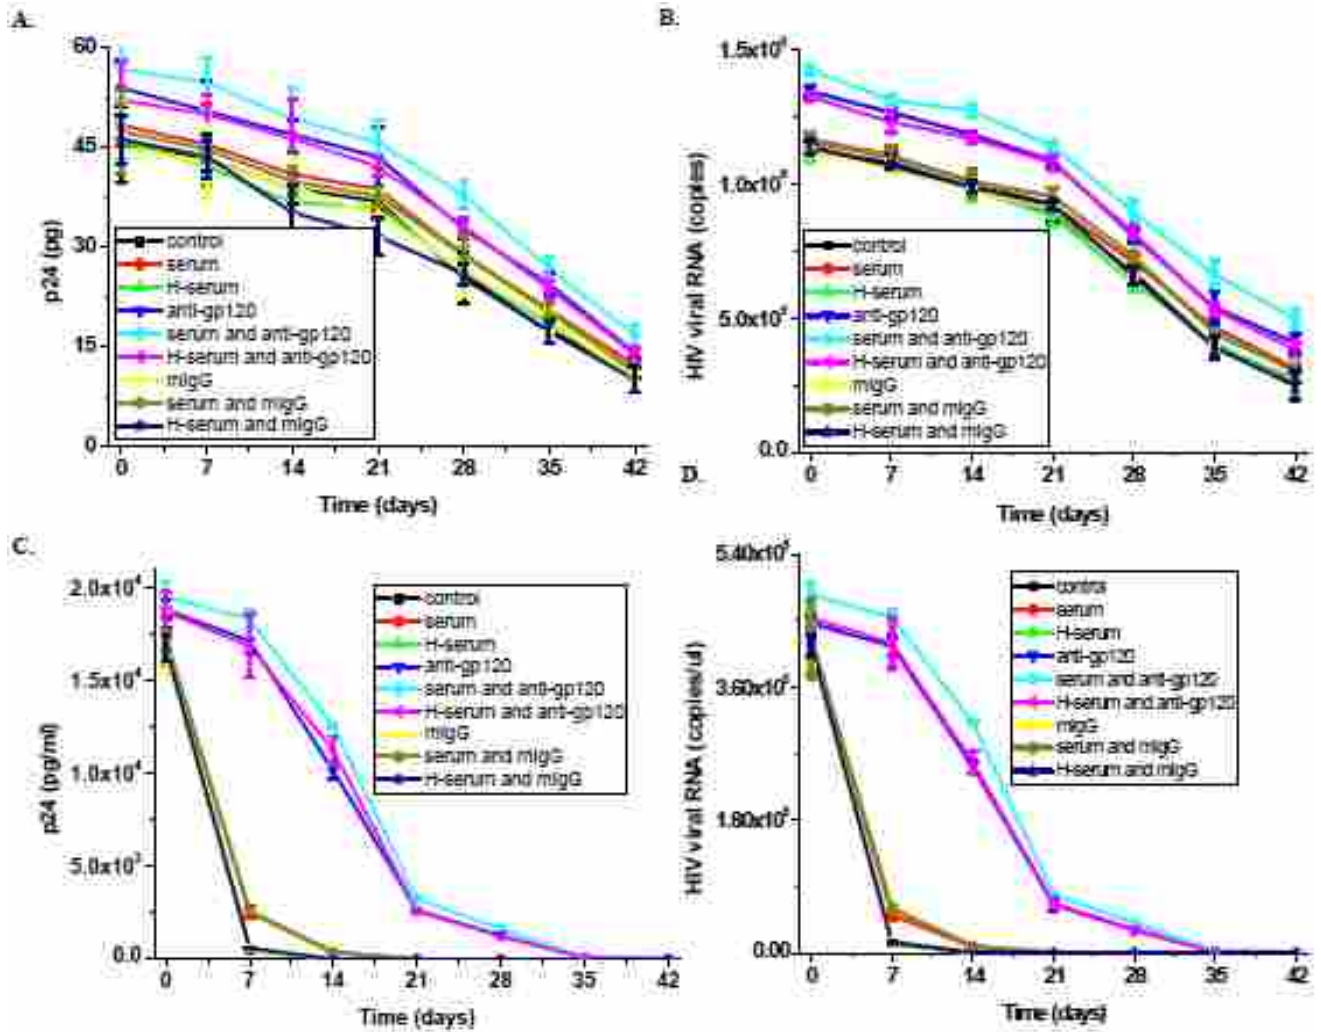 A.
60
45
30
15
0
p24 (pg)
control
serum
H-serum
anti-gp120
serum and anti-gp120
H-serum and anti-gp120
mIgG
serum and mIgG
H-serum and mIgG
0 7 14 21 28 35 42
Time (days)
B.
1.0x10
5.0x10
0.0
HIV viral RNA (copies)
control
serum
H-serum
anti-gp120
serum and anti-gp120
H-serum and anti-gp120
mIgG
serum and mIgG
H-serum and mIgG
0 7 14 21 28 35 42
Time (days)
C.
2.0x10⁴
1.5x10⁴
1.0x10⁴
5.0x10³
0.0
p24 (pg/ml)
control
serum
H-serum
anti-gp120
serum and anti-gp120
H-serum and anti-gp120
mIgG
serum and mIgG
H-serum and mIgG
0 7 14 21 28 35 42
Time (days)
D.
0.00
HIV viral RNA (copies/ul)
control
serum
H-serum
anti-gp120
serum and anti-gp120
H-serum and anti-gp120
mIgG
serum and mIgG
H-serum and mIgG
0 7 14 21 28 35 42
Time (days)